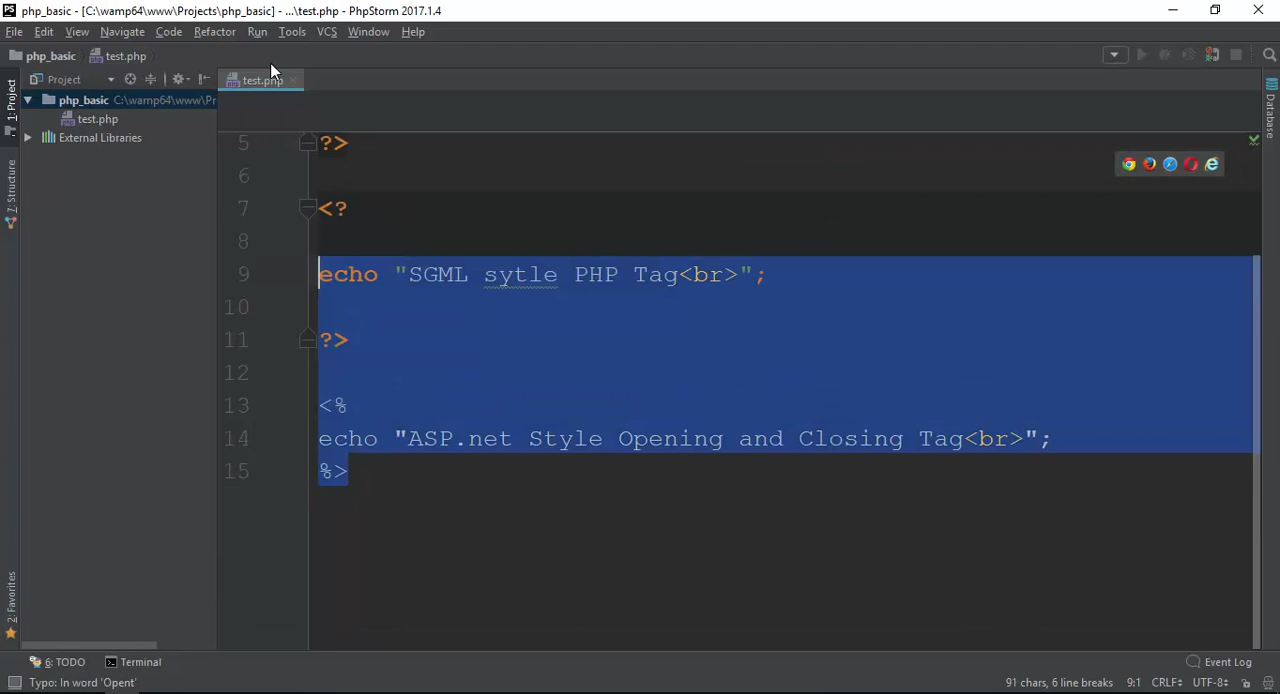 php_basic - [C:\wamp64\www\Projects\php_basic] - ...\test.php - PhpStorm 2017.1.4
File Edit View Navigate Code Refactor Run Tools VCS Window Help
php_basic test.php
Project test.php
1: Project
php_basic C:\wamp64\www\Pr
test.php
External Libraries
7: Structure
2: Favorites
Database
5 ?>
6
7 <?
8
9 echo "SGML sytle PHP Tag<br>";
10
11 ?>
12
13 <%
14 echo "ASP.net Style Opening and Closing Tag<br>";
15 %>
6: TODO Terminal Event Log
Typo: In word 'Opent' 91 chars, 6 line breaks 9:1 CRLF UTF-8